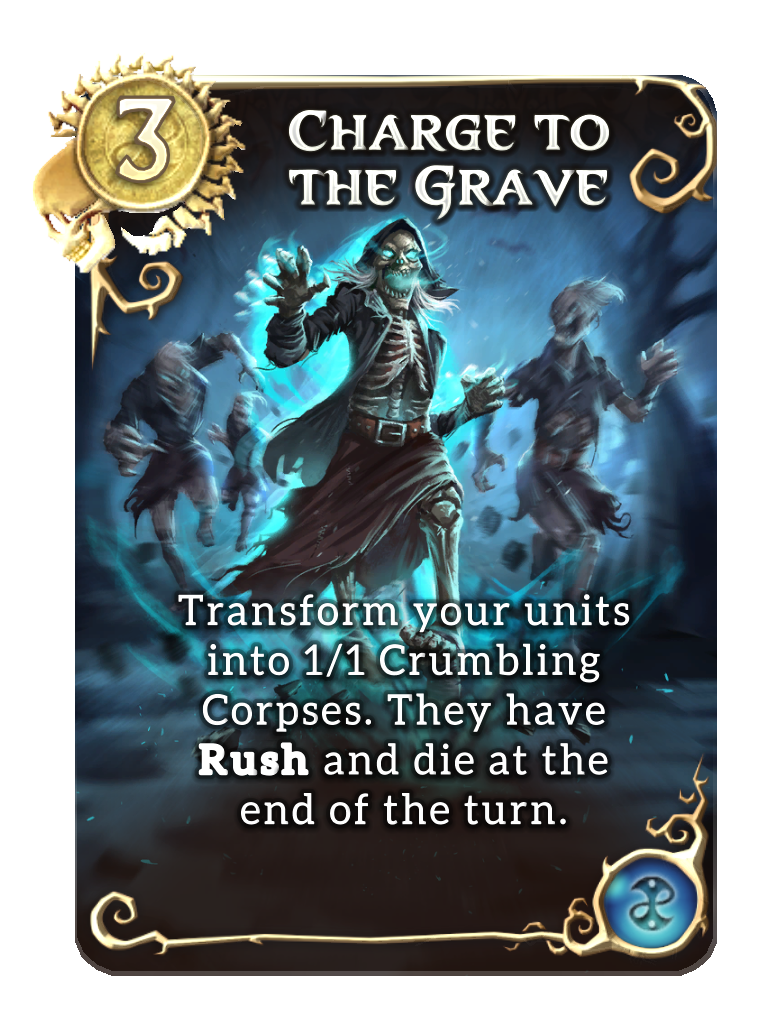 3
CHARGE TO
THE GRAVE
Transform your units
into 1/1 Crumbling
Corpses. They have
Rush and die at the
end of the turn.